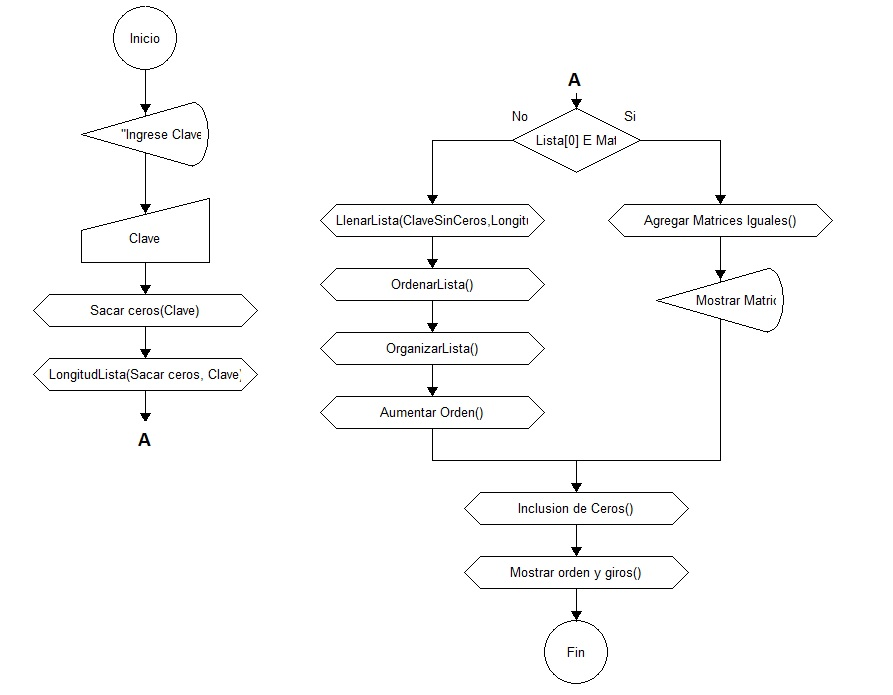 Inicio
"Ingrese Clave
Clave
Sacar ceros(Clave)
LongitudLista(Sacar ceros, Clave)
A
A
No
Si
Lista[0] E Mat
LlenarLista(ClaveSinCeros,Longitu
Agregar Matrices Iguales()
OrdenarLista()
Mostrar Matric
OrganizarLista()
Aumentar Orden()
Inclusion de Ceros()
Mostrar orden y giros()
Fin